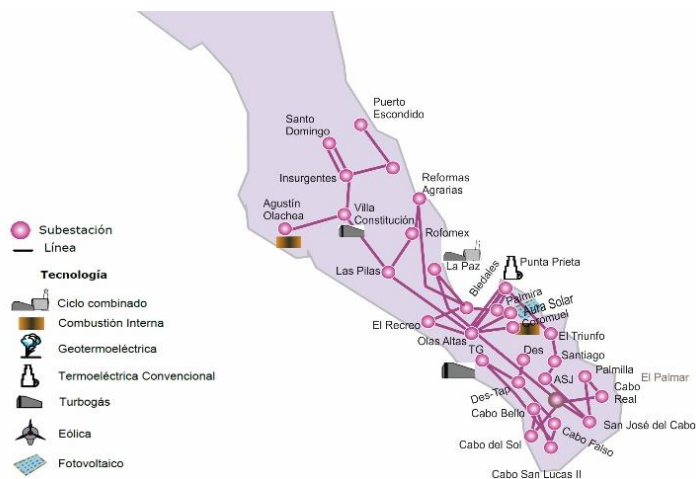 Puerto
Escondido
Santo
Domingo
Insurgentes
Reformas
Agrarias
Agustín
Olachea
Villa
Constitución
Rofomex
Las Pilas
La Paz
Punta Prieta
Bledales
Palmira
Aura Solar
Coromuel
El Recreo
Olas Altas
El Triunfo
TG
Des
Santiago
Palmilla
El Palmar
Des-Tap
ASJ
Cabo
Real
Cabo Bello
San José del Cabo
Cabo del Sol
Cabo Falso
Cabo San Lucas II
Subestación
Línea
Tecnología
Ciclo combinado
Combustión Interna
Geotermoeléctrica
Termoeléctrica Convencional
Turbogás
Eólica
Fotovoltaico